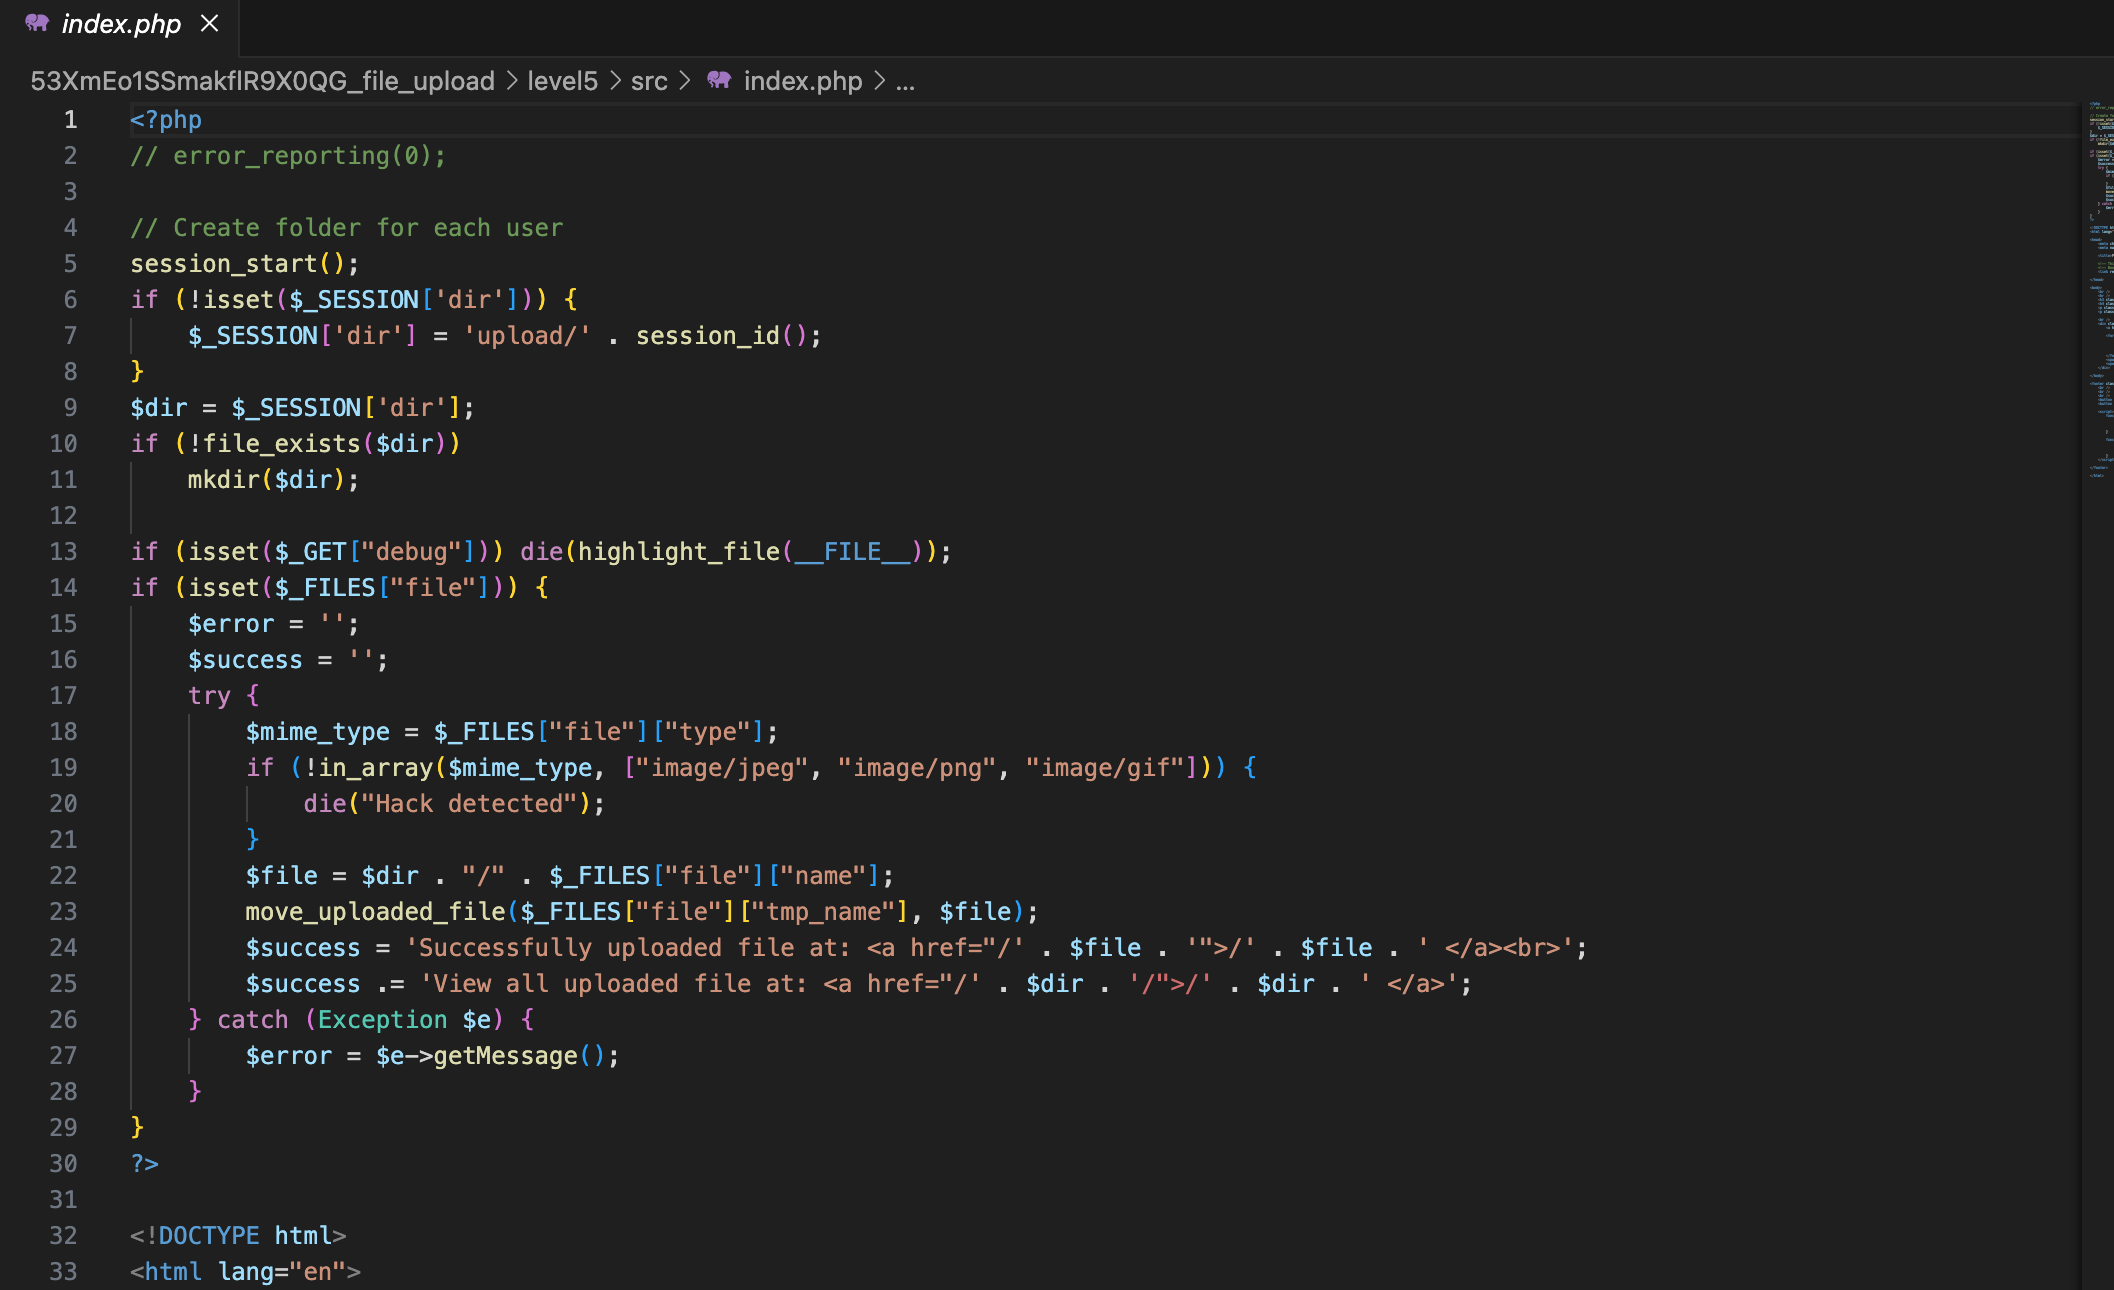 index.php
53XmEo1SSmakflR9X0QG_file_upload > level5 > src > index.php > ...
1 <?php
2 // error_reporting(0);
3
4 // Create folder for each user
5 session_start();
6 if (!isset($_SESSION['dir'])) {
7     $_SESSION['dir'] = 'upload/' . session_id();
8 }
9 $dir = $_SESSION['dir'];
10 if (!file_exists($dir))
11     mkdir($dir);
12
13 if (isset($_GET["debug"])) die(highlight_file(__FILE__));
14 if (isset($_FILES["file"])) {
15     $error = '';
16     $success = '';
17     try {
18         $mime_type = $_FILES["file"]["type"];
19         if (!in_array($mime_type, ["image/jpeg", "image/png", "image/gif"])) {
20             die("Hack detected");
21         }
22         $file = $dir . "/" . $_FILES["file"]["name"];
23         move_uploaded_file($_FILES["file"]["tmp_name"], $file);
24         $success = 'Successfully uploaded file at: <a href="/' . $file . '">/' . $file . ' </a><br>';
25         $success .= 'View all uploaded file at: <a href="/' . $dir . '/">/' . $dir . ' </a>';
26     } catch (Exception $e) {
27         $error = $e->getMessage();
28     }
29 }
30 ?>
31
32 <!DOCTYPE html>
33 <html lang="en">